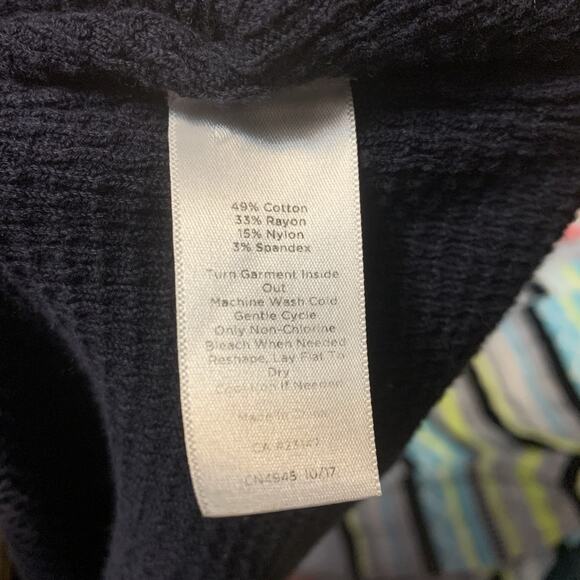 49% Cotton
33% Rayon
15% Nylon
3% Spandex
Turn Garment Inside
Out
Machine Wash Cold
Gentle Cycle
Only Non-Chlorine
Bleach When Needed
Reshape, Lay Flat To
Dry
Cool Iron If Needed
Made In China
CA #23147
CN4945 10/17